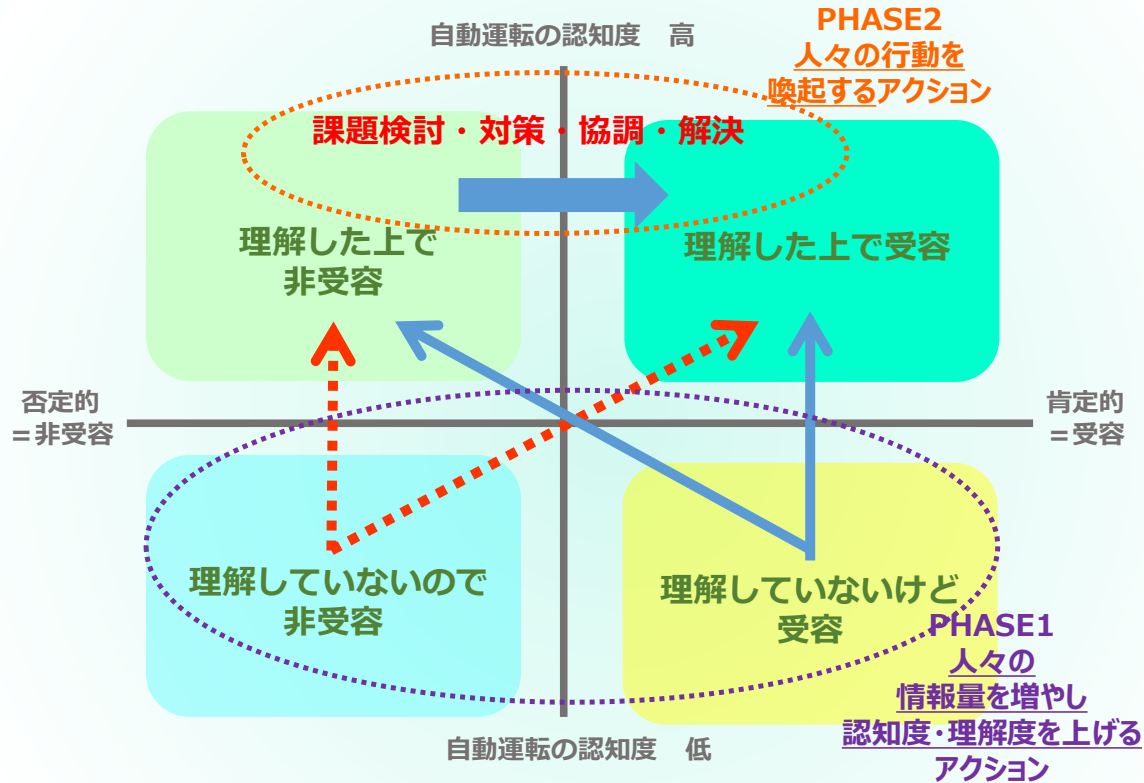 自動運転の認知度　高
PHASE2
人々の行動を
喚起するアクション
課題検討・対策・協調・解決
理解した上で
非受容
理解した上で受容
否定的
＝非受容
肯定的
＝受容
理解していないので
非受容
理解していないけど
受容
PHASE1
人々の
情報量を増やし
認知度・理解度を上げる
アクション
自動運転の認知度　低